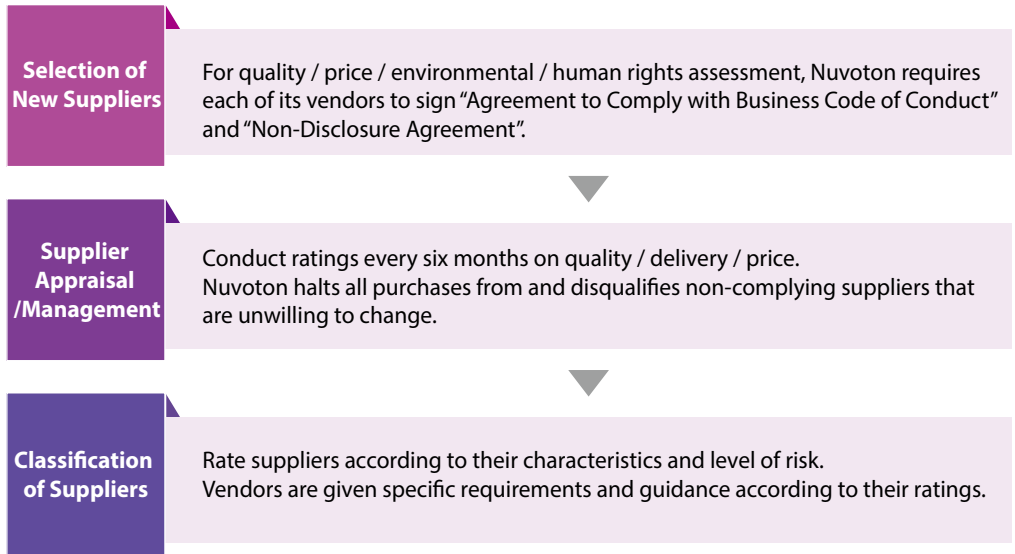 Selection of
New Suppliers
For quality / price / environmental / human rights assessment, Nuvoton requires
each of its vendors to sign “Agreement to Comply with Business Code of Conduct”
and “Non-Disclosure Agreement”.
Supplier
Appraisal
/Management
Conduct ratings every six months on quality / delivery / price.
Nuvoton halts all purchases from and disqualifies non-complying suppliers that
are unwilling to change.
Classification
of Suppliers
Rate suppliers according to their characteristics and level of risk.
Vendors are given specific requirements and guidance according to their ratings.